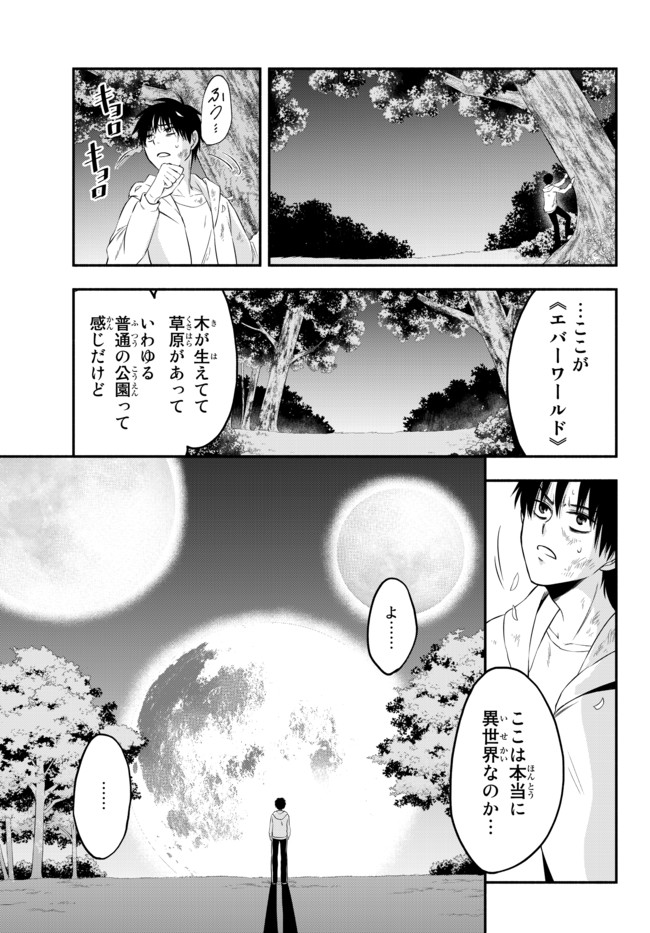 ふぅ…
キョロ
キョロ
…ここが
《エバーワールド》
木が生えてて
草原があって
いわゆる
普通の公園って
感じだけど
ここは本当に
異世界なのか…
よ……
……